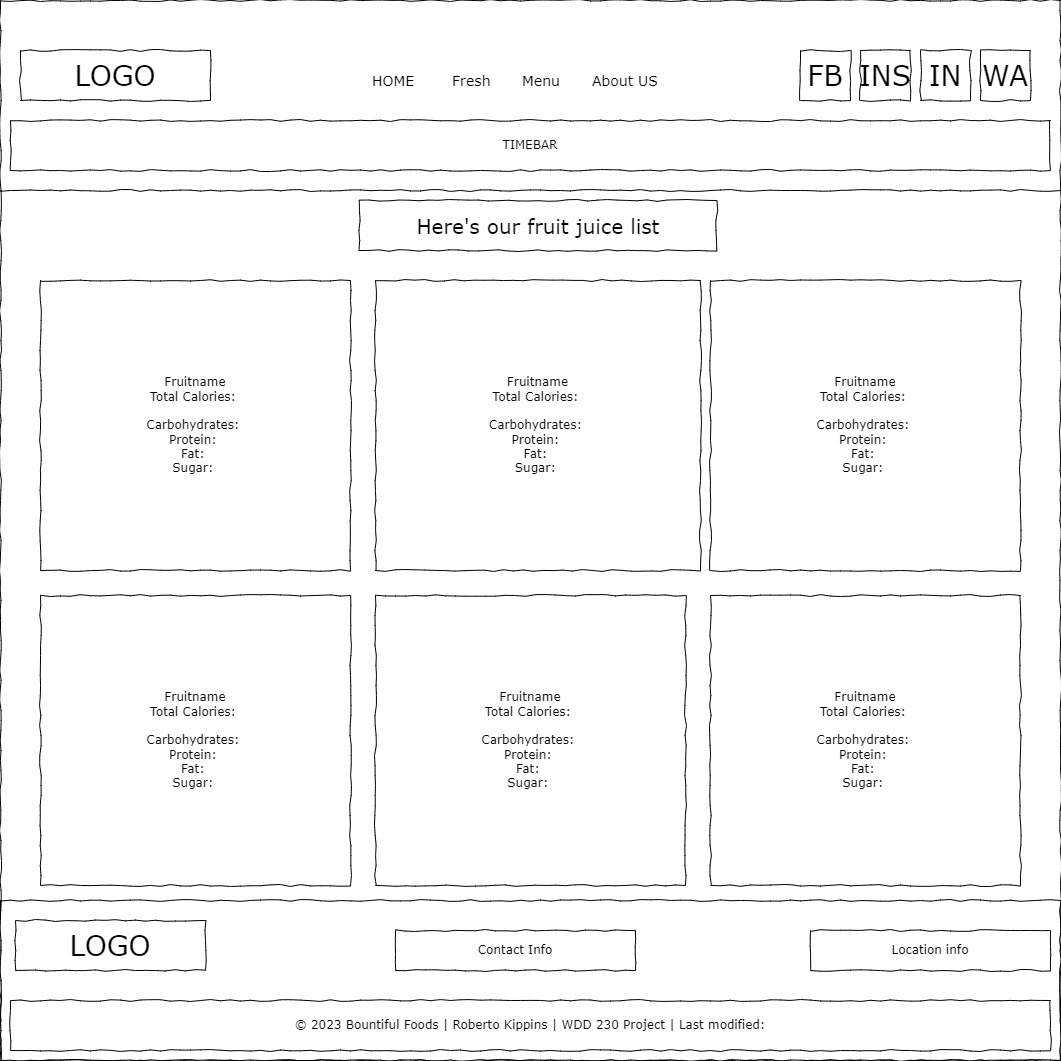 LOGO
HOME Fresh Menu About US
FB INS IN WA
TIMEBAR
Here's our fruit juice list
Fruitname
Total Calories:
Carbohydrates:
Protein:
Fat:
Sugar:
Fruitname
Total Calories:
Carbohydrates:
Protein:
Fat:
Sugar:
Fruitname
Total Calories:
Carbohydrates:
Protein:
Fat:
Sugar:
Fruitname
Total Calories:
Carbohydrates:
Protein:
Fat:
Sugar:
Fruitname
Total Calories:
Carbohydrates:
Protein:
Fat:
Sugar:
Fruitname
Total Calories:
Carbohydrates:
Protein:
Fat:
Sugar:
LOGO
Contact Info
Location info
© 2023 Bountiful Foods | Roberto Kippins | WDD 230 Project | Last modified: